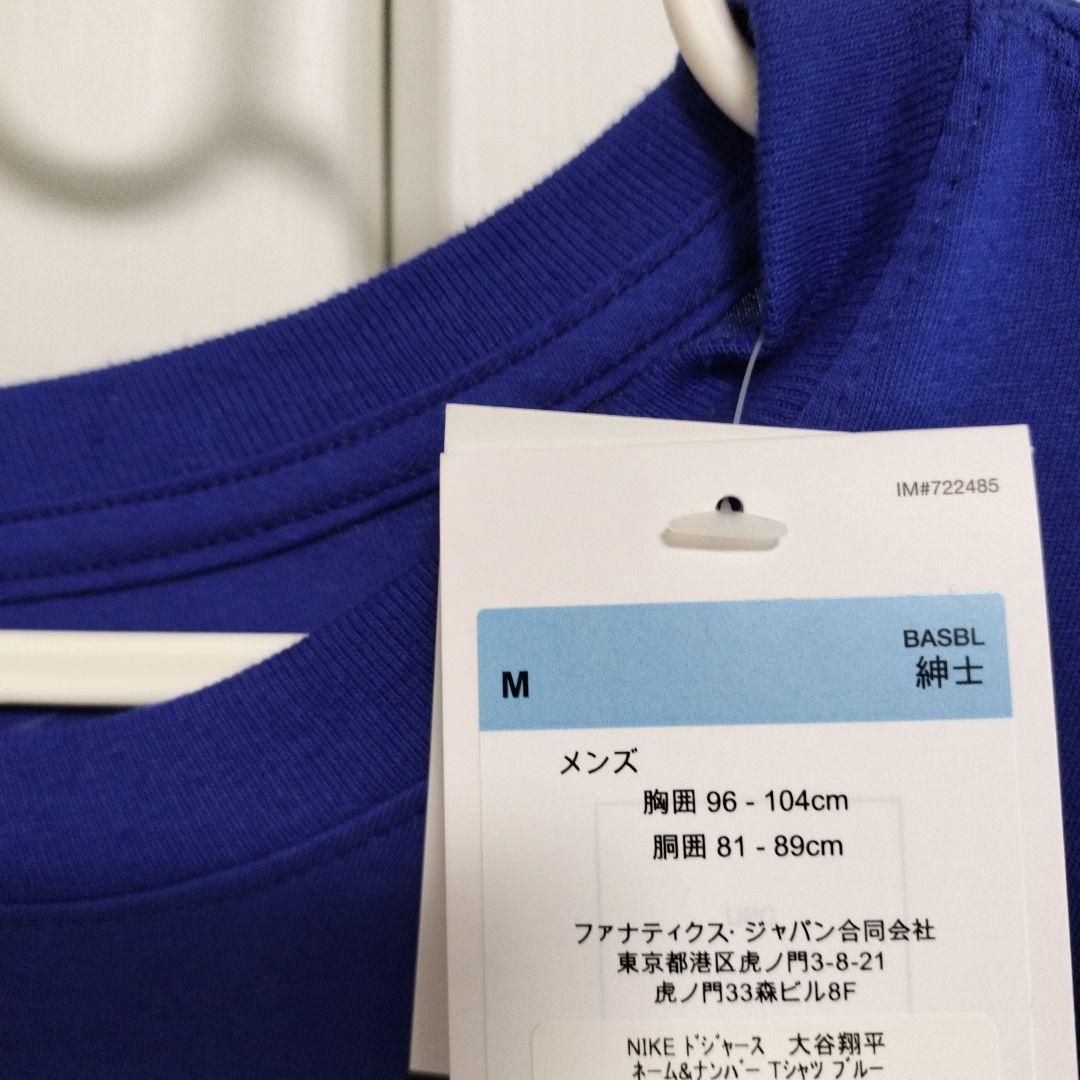 IM#722485
BASBL
M 紳士
メンズ
胸囲 96 - 104cm
胴囲 81 - 89cm
ファナティクス・ジャパン合同会社
東京都港区虎ノ門3-8-21
虎ノ門33森ビル8F
NIKE ﾄﾞｼﾞｬｰｽ 大谷翔平
ﾈｰﾑ&ﾅﾝﾊﾞｰ Tｼｬﾂ ﾌﾞﾙｰ